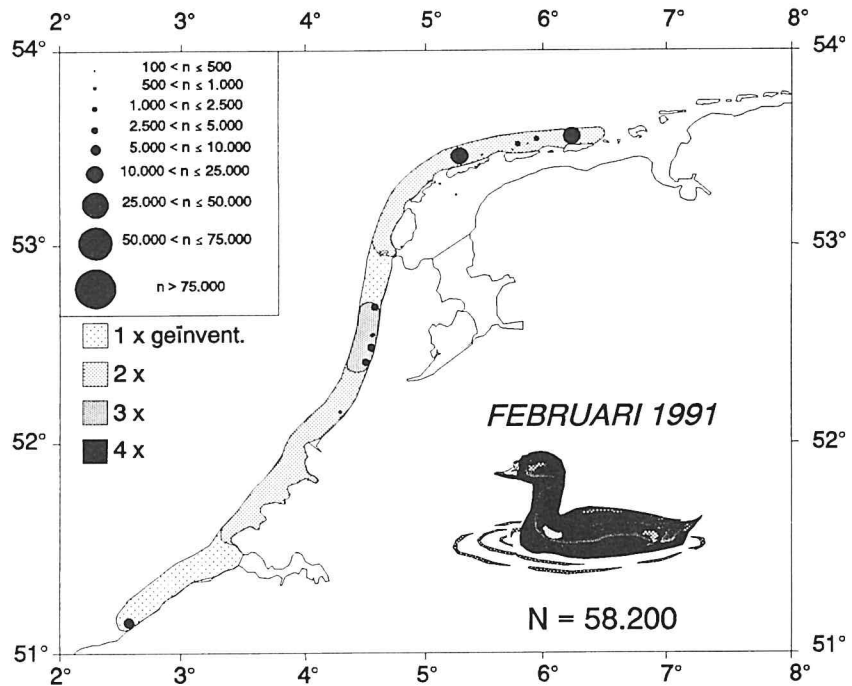 2° 3° 4° 5° 6° 7° 8°
54° 54°
100 < n ≤ 500
500 < n ≤ 1.000
1.000 < n ≤ 2.500
2.500 < n ≤ 5.000
5.000 < n ≤ 10.000
10.000 < n ≤ 25.000
25.000 < n ≤ 50.000
53° 53°
50.000 < n ≤ 75.000
n > 75.000
1 x geïnvent.
2 x
3 x
FEBRUARI 1991
52° 52°
4 x
N = 58.200
51° 51°
2° 3° 4° 5° 6° 7° 8°